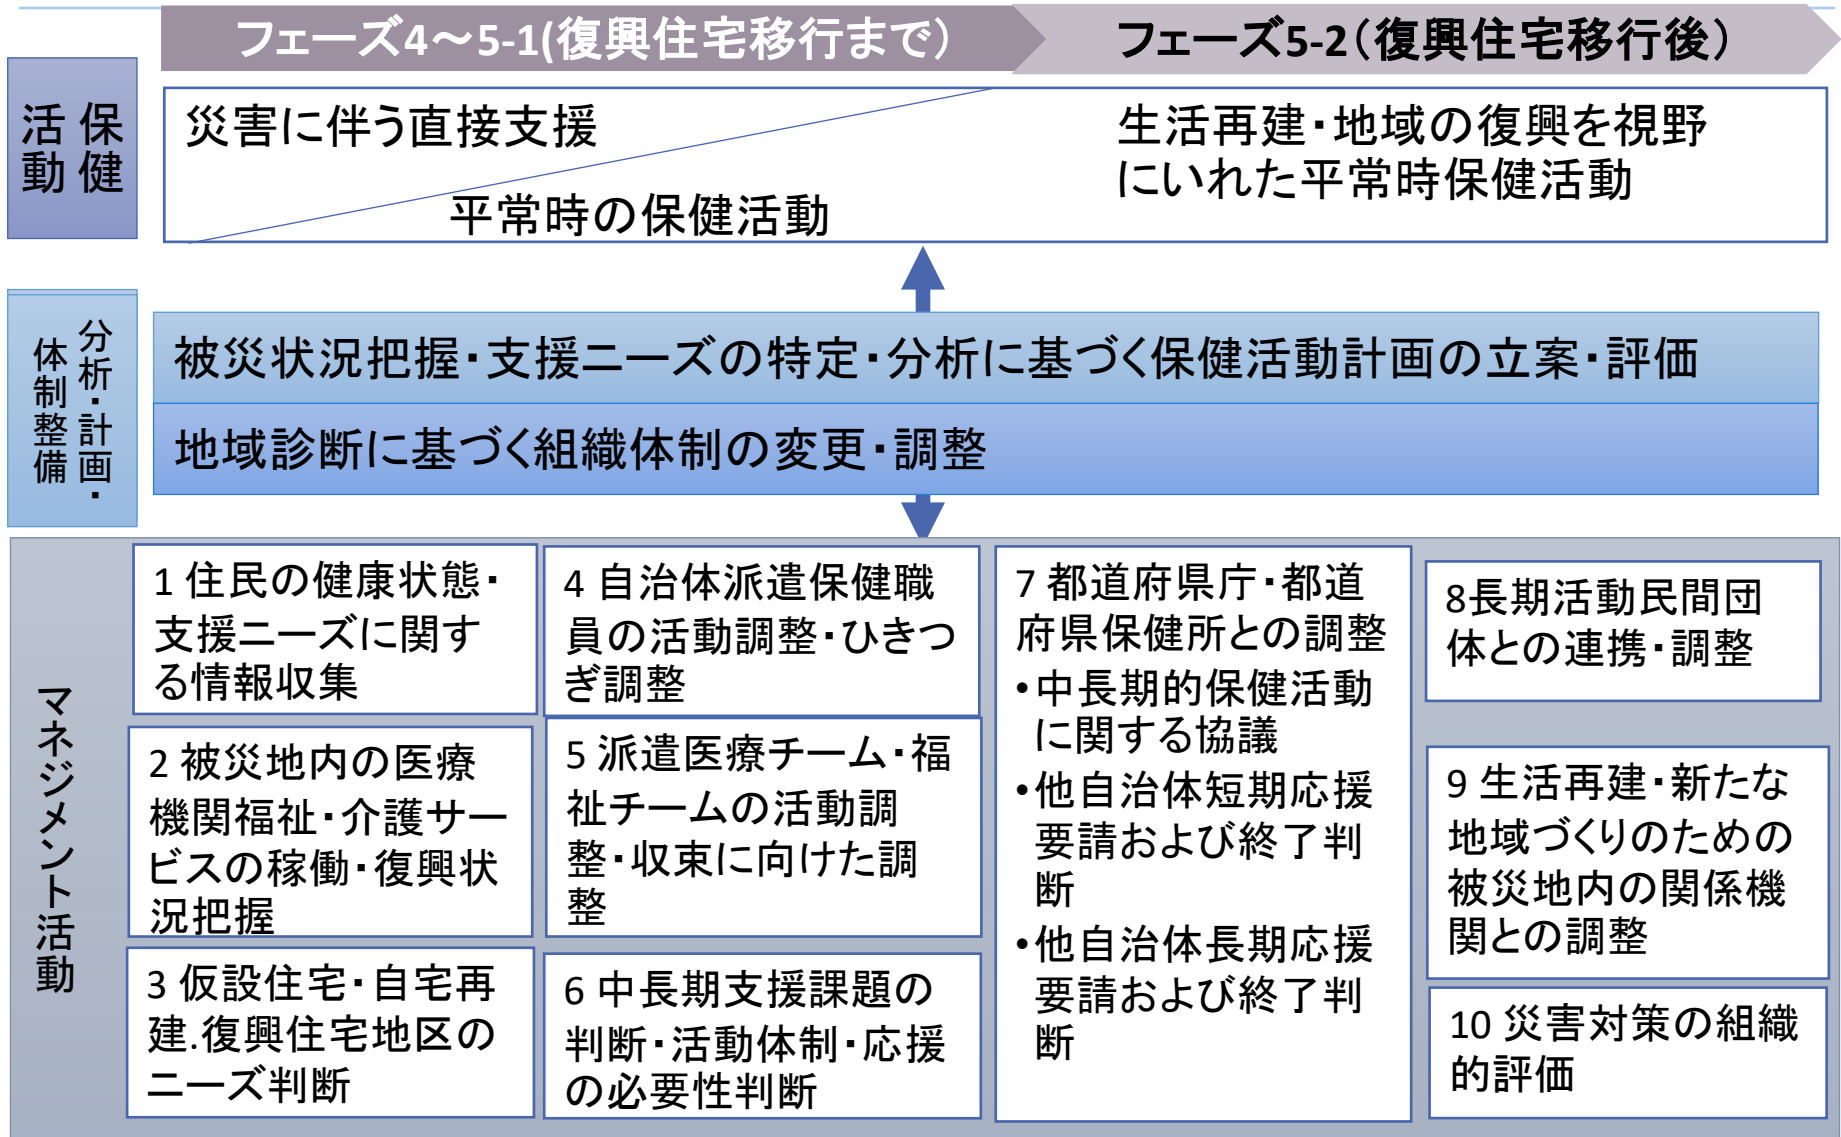 フェーズ4～5-1(復興住宅移行まで）
フェーズ5-2（復興住宅移行後）
保健
活動
災害に伴う直接支援
平常時の保健活動
生活再建・地域の復興を視野
にいれた平常時保健活動
分析・計画・
体制整備
被災状況把握・支援ニーズの特定・分析に基づく保健活動計画の立案・評価
地域診断に基づく組織体制の変更・調整
マネジメント活動
1 住民の健康状態・
支援ニーズに関す
る情報収集
2 被災地内の医療
機関福祉・介護サー
ビスの稼働・復興状
況把握
3 仮設住宅・自宅再
建.復興住宅地区の
ニーズ判断
4 自治体派遣保健職
員の活動調整・ひきつ
ぎ調整
5 派遣医療チーム・福
祉チームの活動調
整・収束に向けた調
整
6 中長期支援課題の
判断・活動体制・応援
の必要性判断
7 都道府県庁・都道
府県保健所との調整
•中長期的保健活動
に関する協議
•他自治体短期応援
要請および終了判
断
•他自治体長期応援
要請および終了判
断
8長期活動民間団
体との連携・調整
9 生活再建・新たな
地域づくりのための
被災地内の関係機
関との調整
10 災害対策の組織
的評価